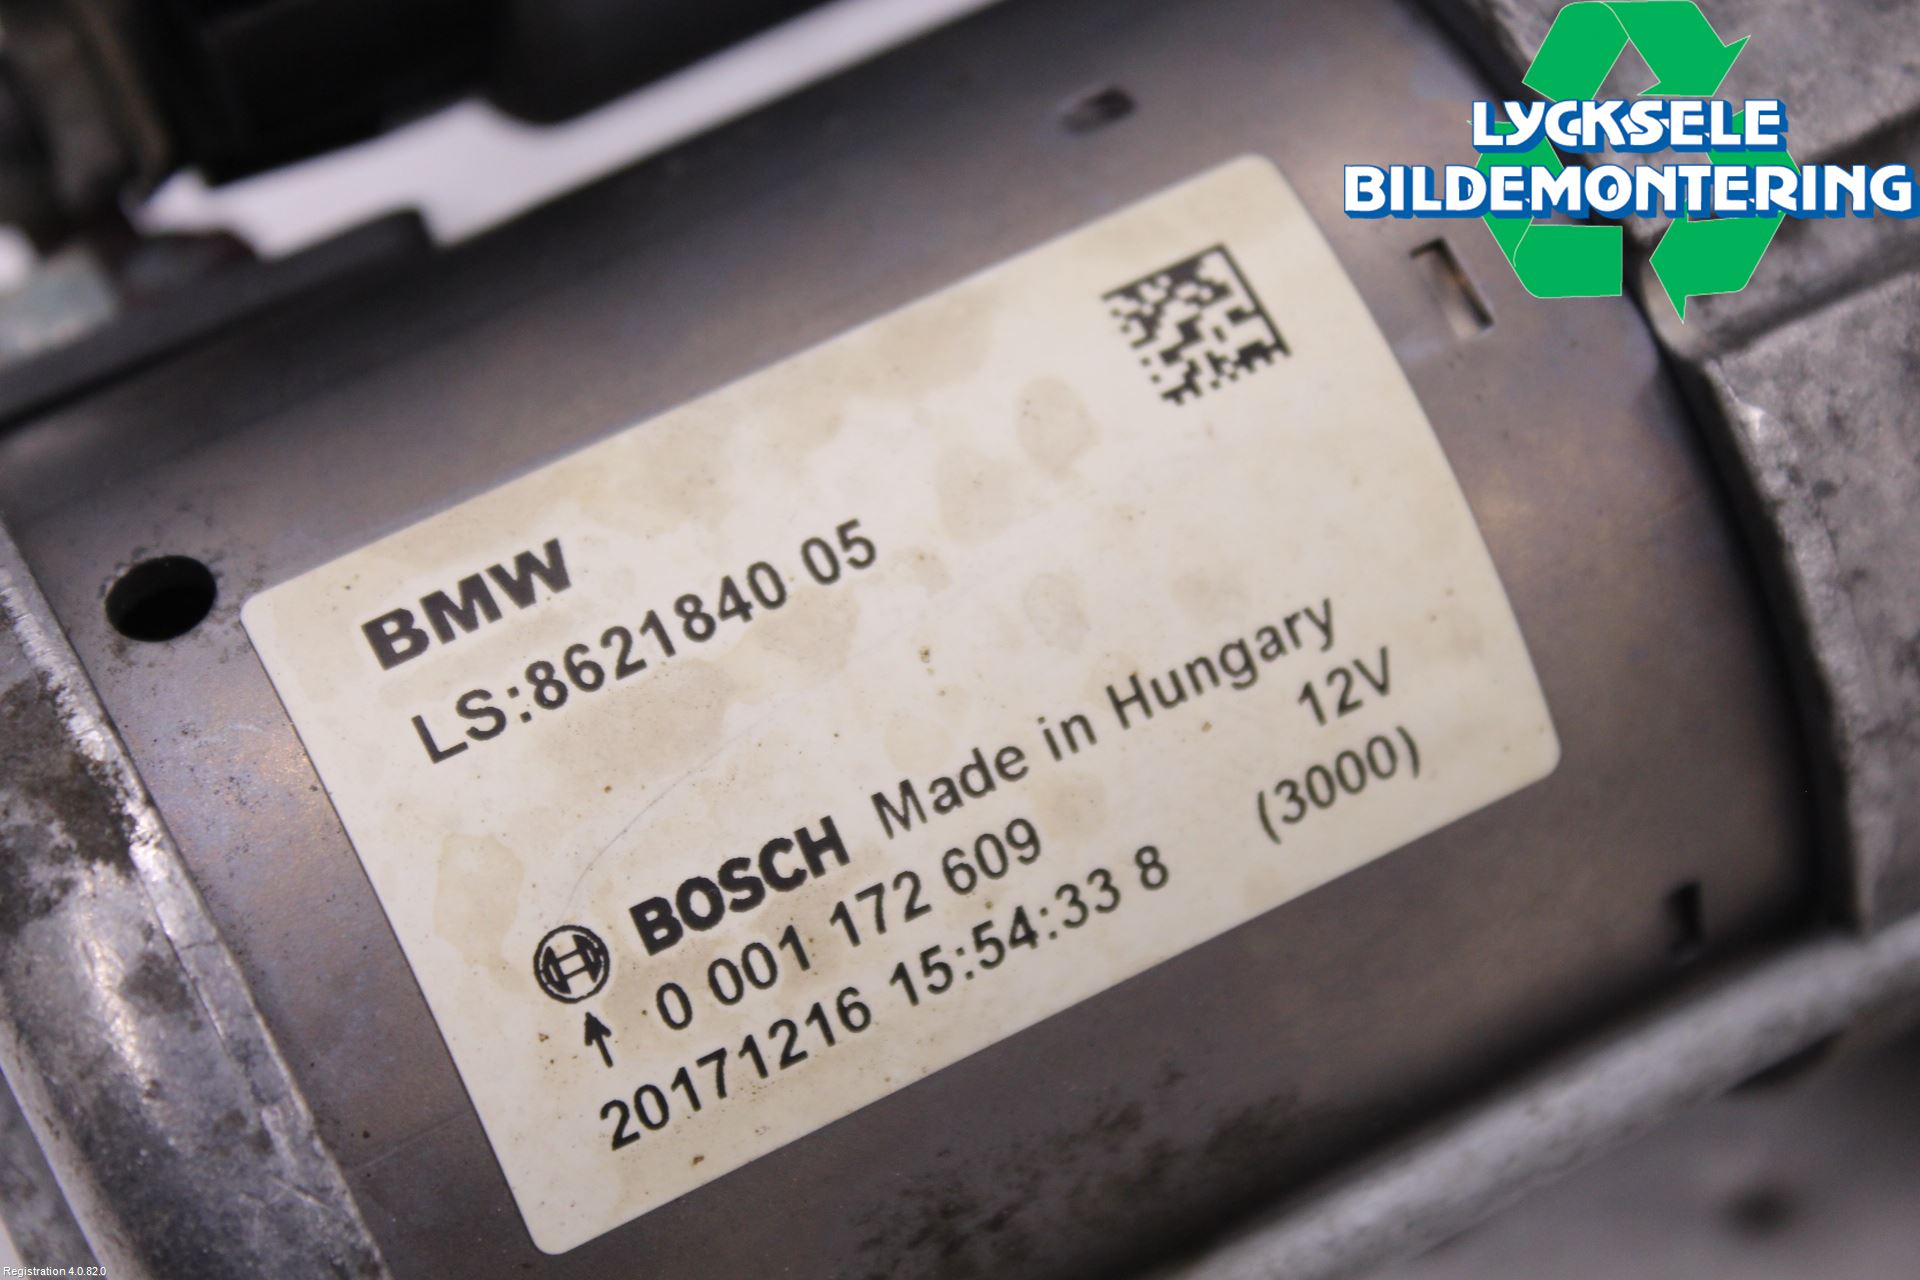 LYCKSELE
BILDEMONTERING
BMW
LS:8621840 05
BOSCH Made in Hungary
0 001 172 609 12V
20171216 15:54:33 8 (3000)
Registration 4.0.82.0